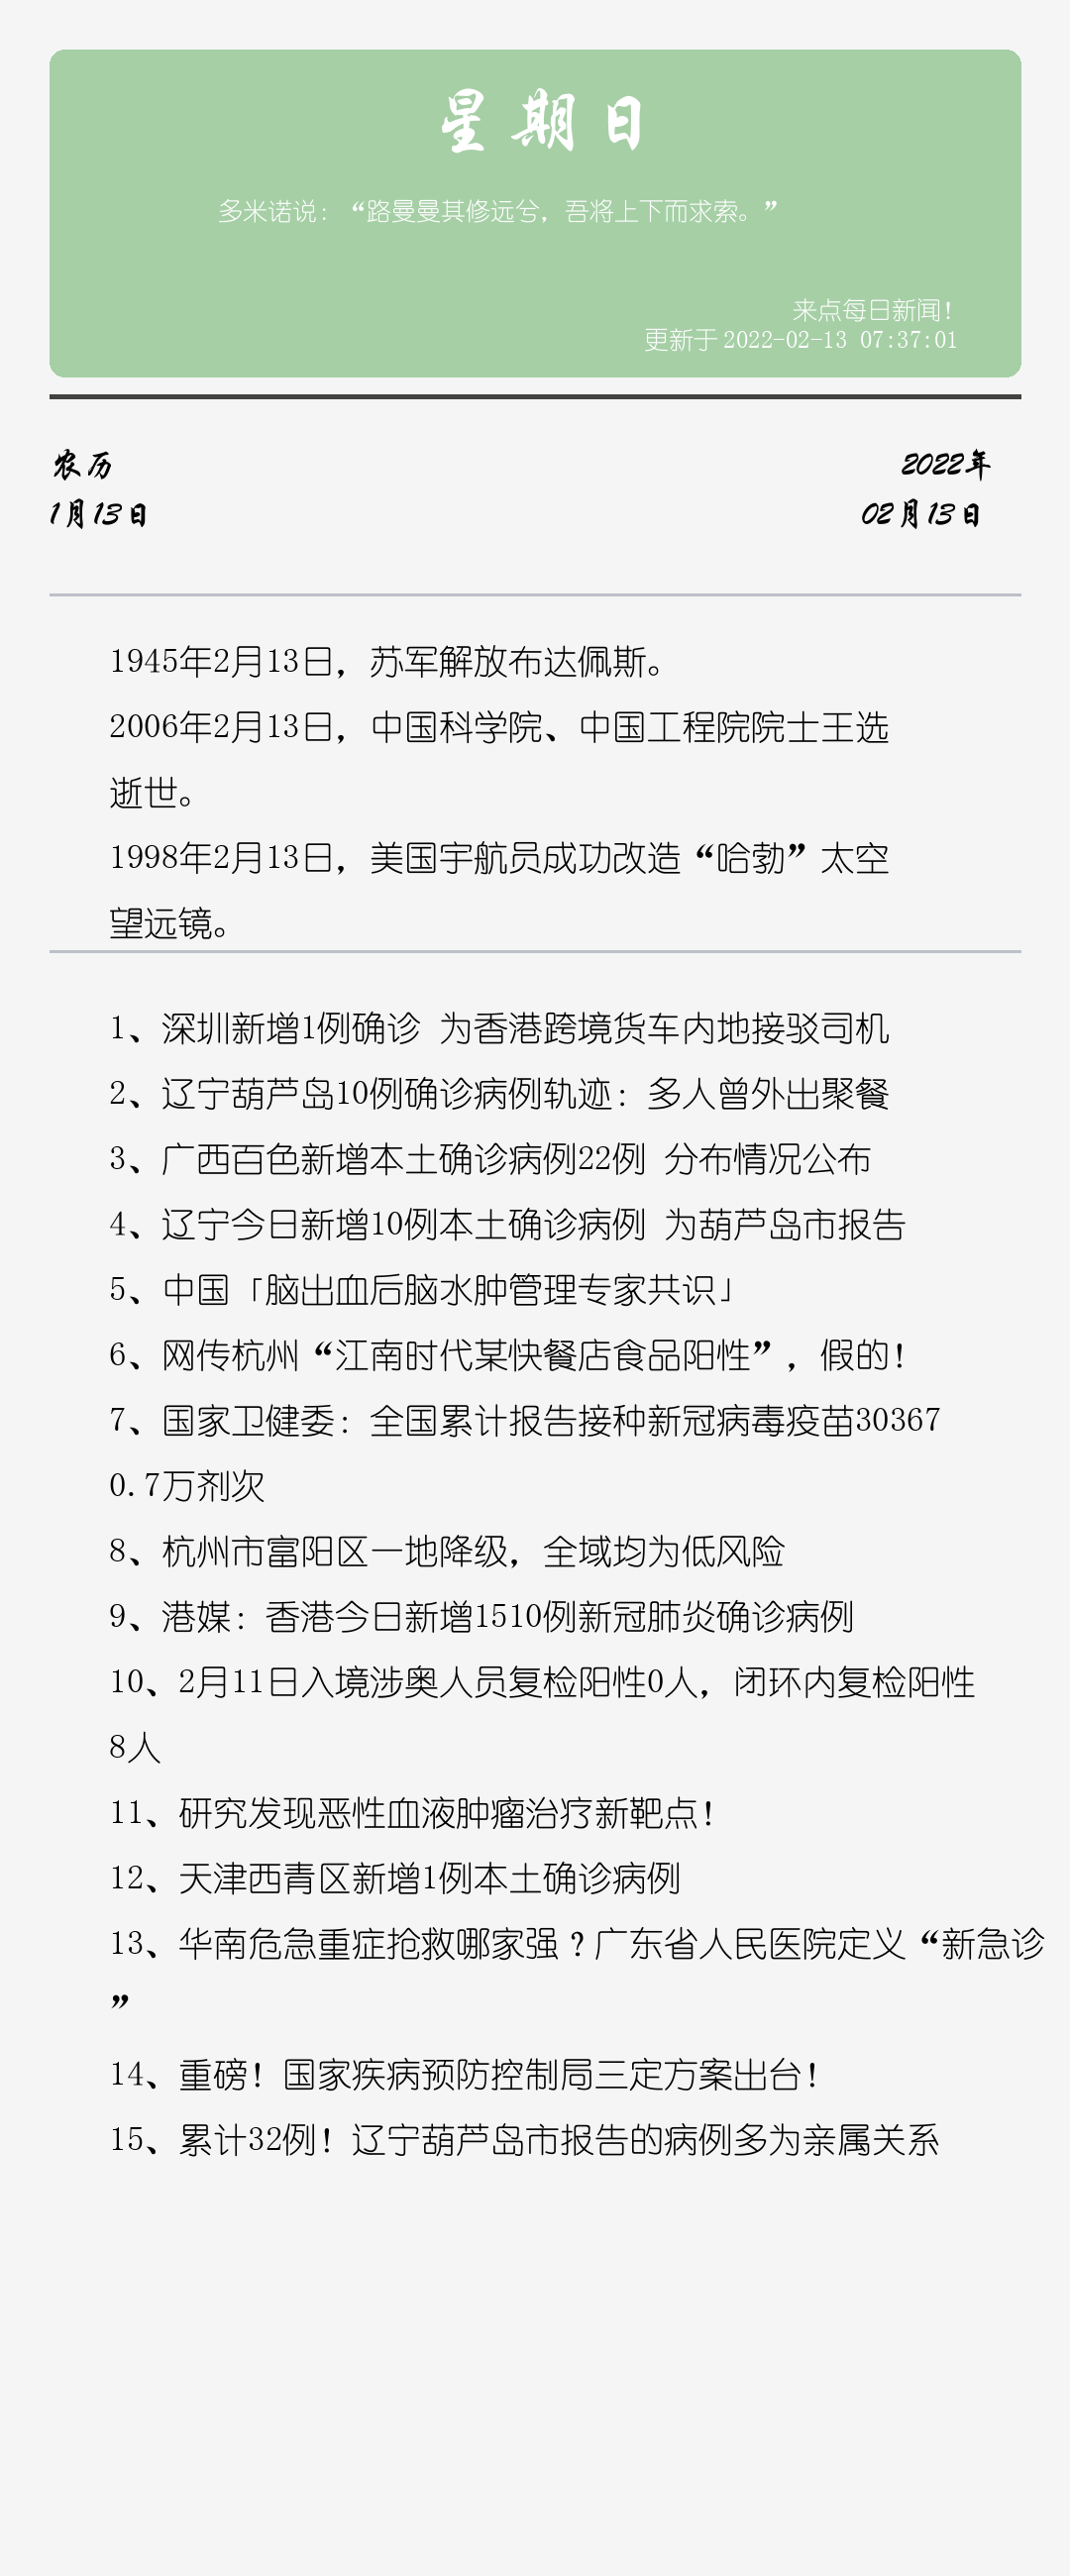 星期日
多米诺说：“路曼曼其修远兮，吾将上下而求索。”
来点每日新闻！
更新于 2022-02-13 07:37:01
农历
2022年
1月13日
02月13日
1945年2月13日，苏军解放布达佩斯。
2006年2月13日，中国科学院、中国工程院院士王选
逝世。
1998年2月13日，美国宇航员成功改造“哈勃”太空
望远镜。
1、深圳新增1例确诊 为香港跨境货车内地接驳司机
2、辽宁葫芦岛10例确诊病例轨迹：多人曾外出聚餐
3、广西百色新增本土确诊病例22例 分布情况公布
4、辽宁今日新增10例本土确诊病例 为葫芦岛市报告
5、中国「脑出血后脑水肿管理专家共识」
6、网传杭州“江南时代某快餐店食品阳性”，假的！
7、国家卫健委：全国累计报告接种新冠病毒疫苗30367
0.7万剂次
8、杭州市富阳区一地降级，全域均为低风险
9、港媒：香港今日新增1510例新冠肺炎确诊病例
10、2月11日入境涉奥人员复检阳性0人，闭环内复检阳性
8人
11、研究发现恶性血液肿瘤治疗新靶点！
12、天津西青区新增1例本土确诊病例
13、华南危急重症抢救哪家强？广东省人民医院定义“新急诊
”
14、重磅！国家疾病预防控制局三定方案出台！
15、累计32例！辽宁葫芦岛市报告的病例多为亲属关系